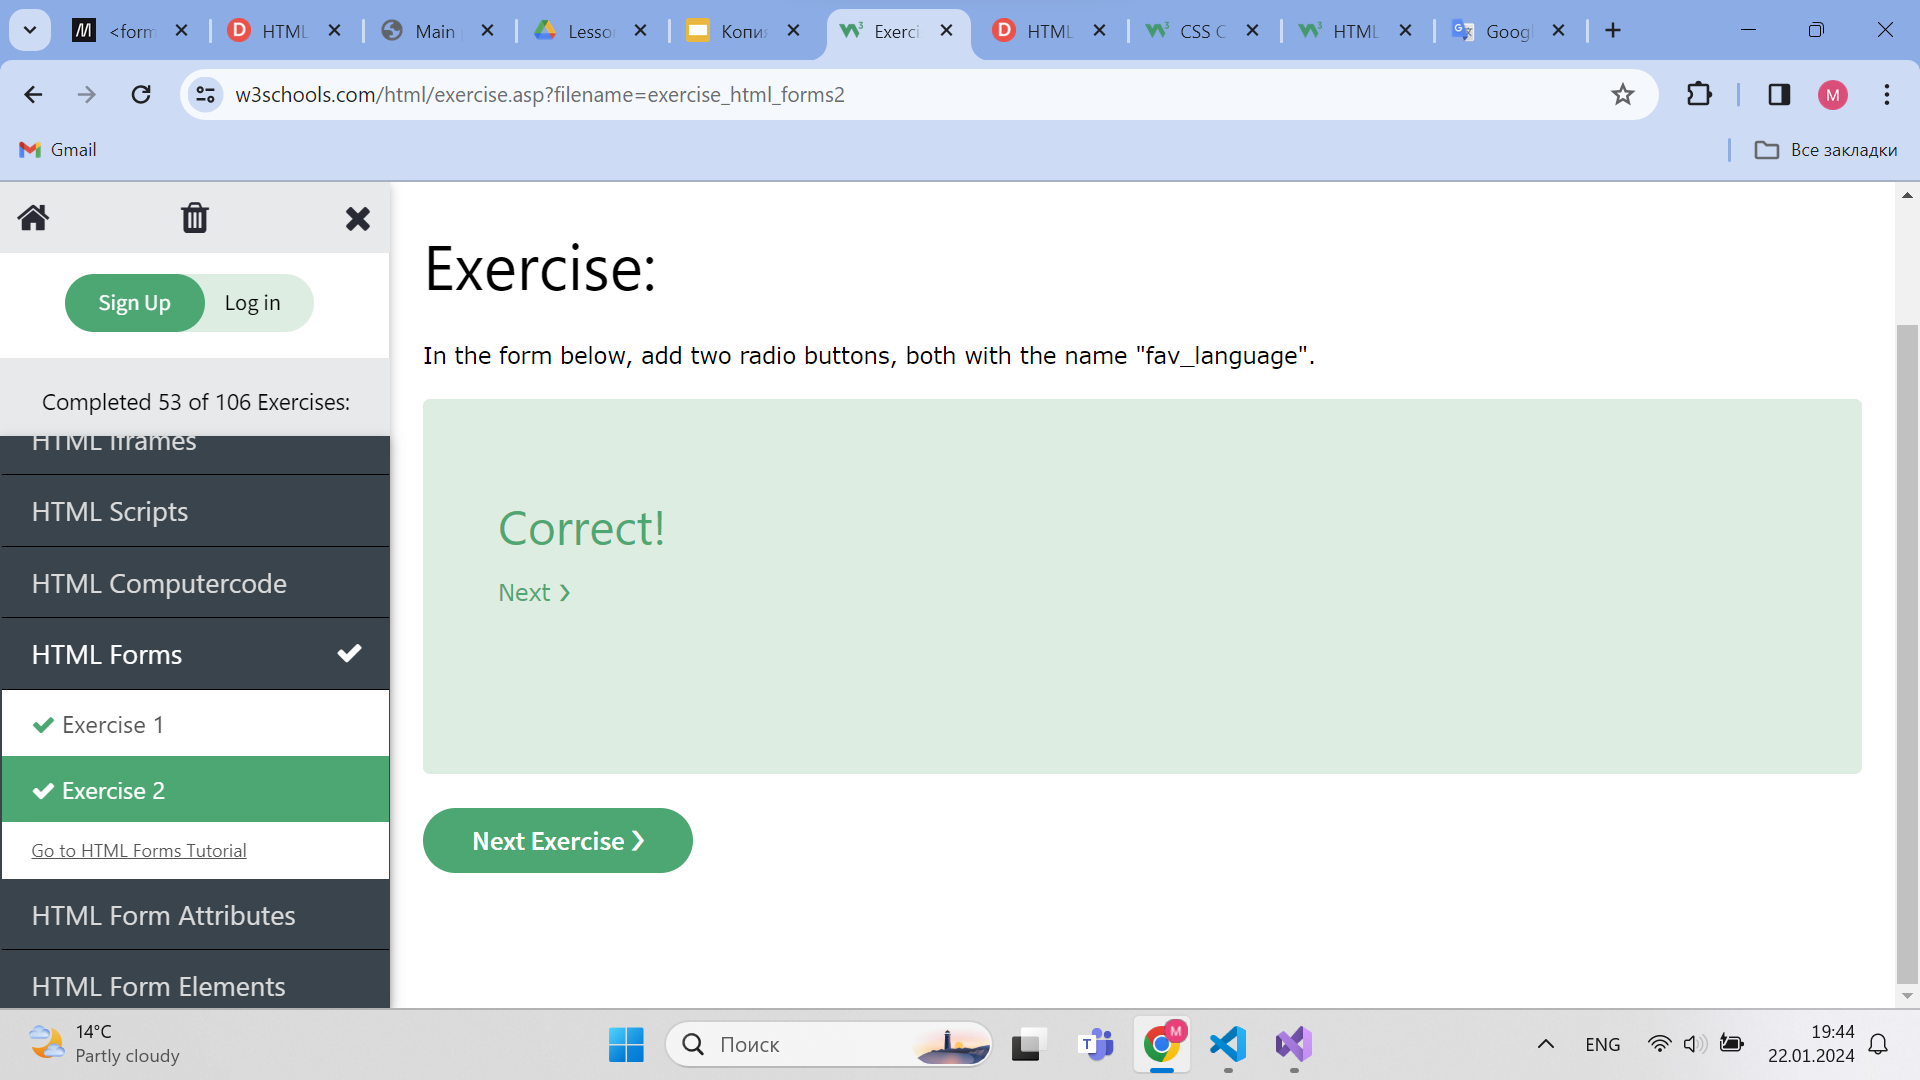 <form
HTML
Main
Lesso
Копи
Exerci
HTML
CSS C
HTML
Googl
w3schools.com/html/exercise.asp?filename=exercise_html_forms2
M
Gmail
Все закладки
Sign Up
Log in
Completed 53 of 106 Exercises:
HTML Iframes
HTML Scripts
HTML Computercode
HTML Forms
Exercise 1
Exercise 2
Go to HTML Forms Tutorial
HTML Form Attributes
HTML Form Elements
Exercise:
In the form below, add two radio buttons, both with the name "fav_language".
Correct!
Next ❯
Next Exercise ❯
14°C
Partly cloudy
Поиск
ENG
19:44
22.01.2024